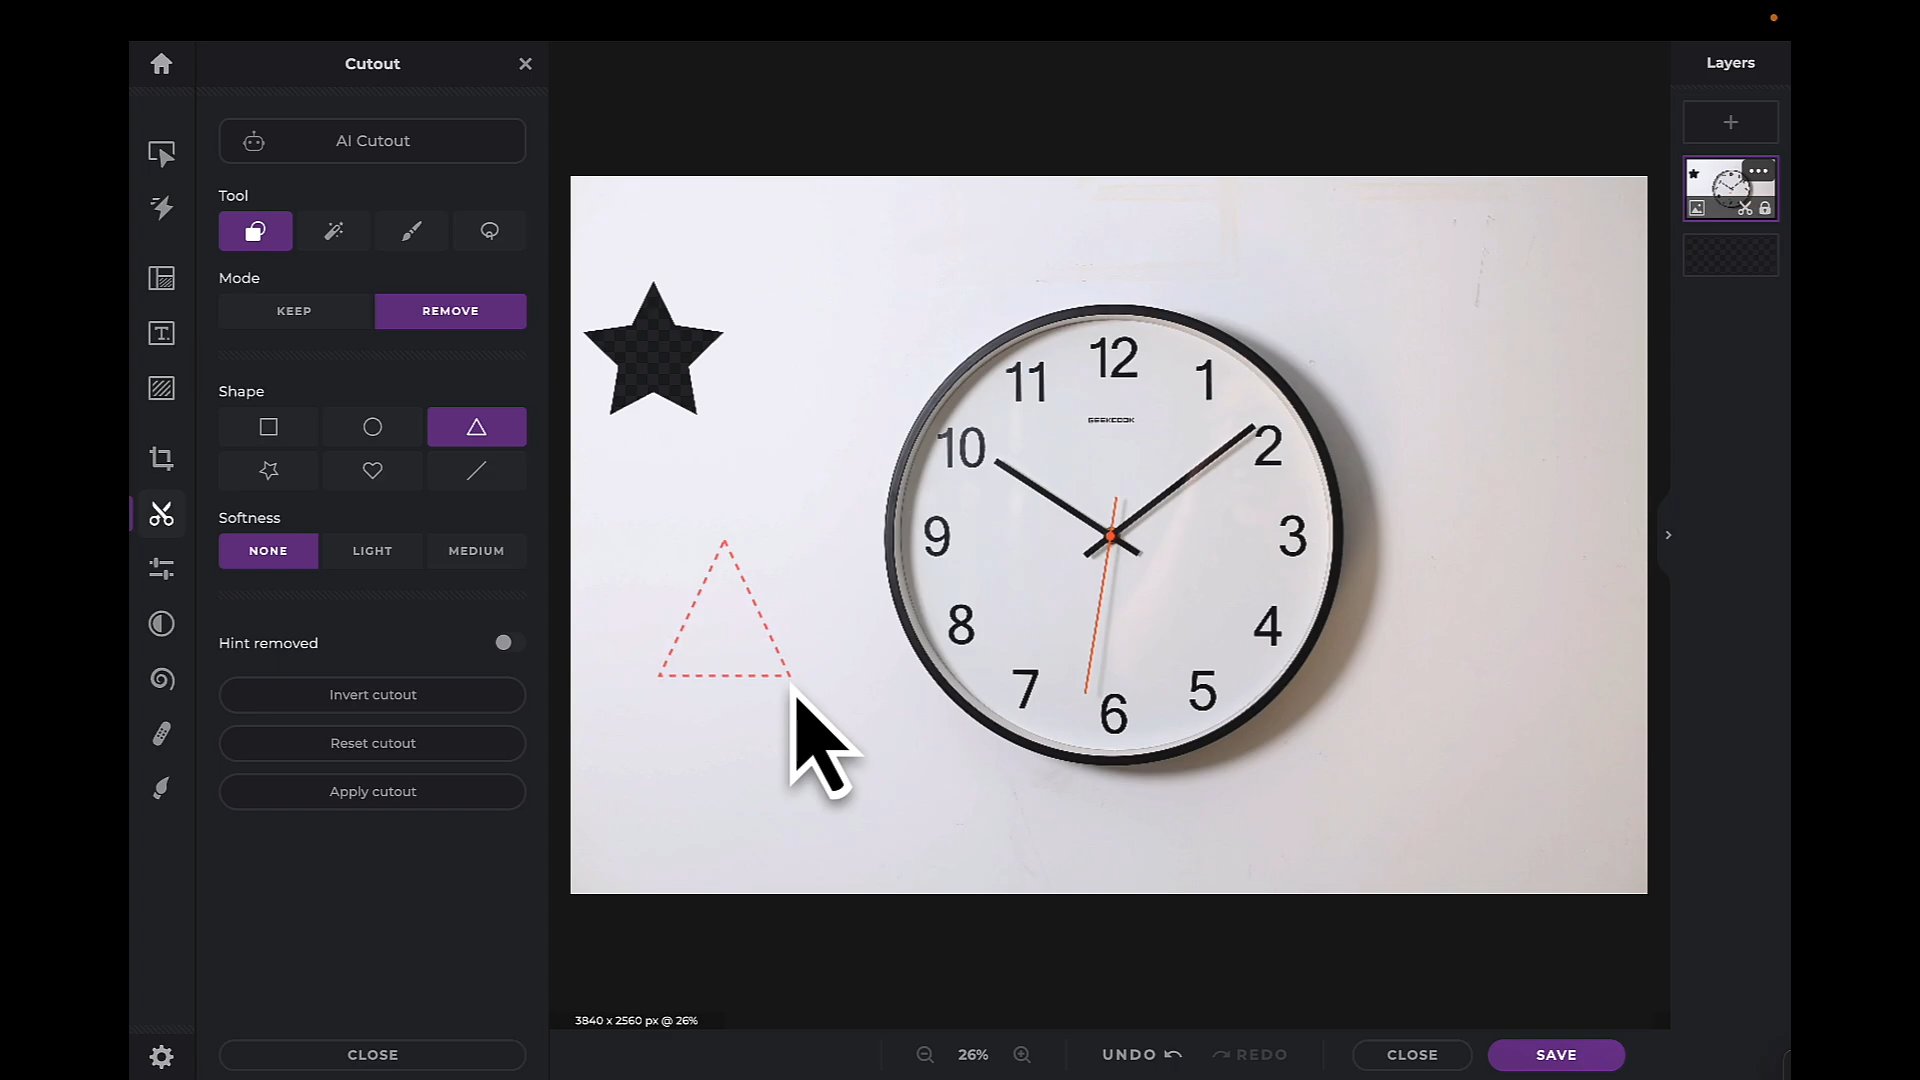 Cutout
Layers
AI Cutout
Tool
Mode
KEEP
REMOVE
Shape
Softness
NONE
LIGHT
MEDIUM
Hint removed
Invert cutout
Reset cutout
Apply cutout
CLOSE
12
11
1
GEEKCOOK
10
2
9
3
8
4
7
5
6
3840 x 2560 px @ 26%
26%
UNDO
REDO
CLOSE
SAVE